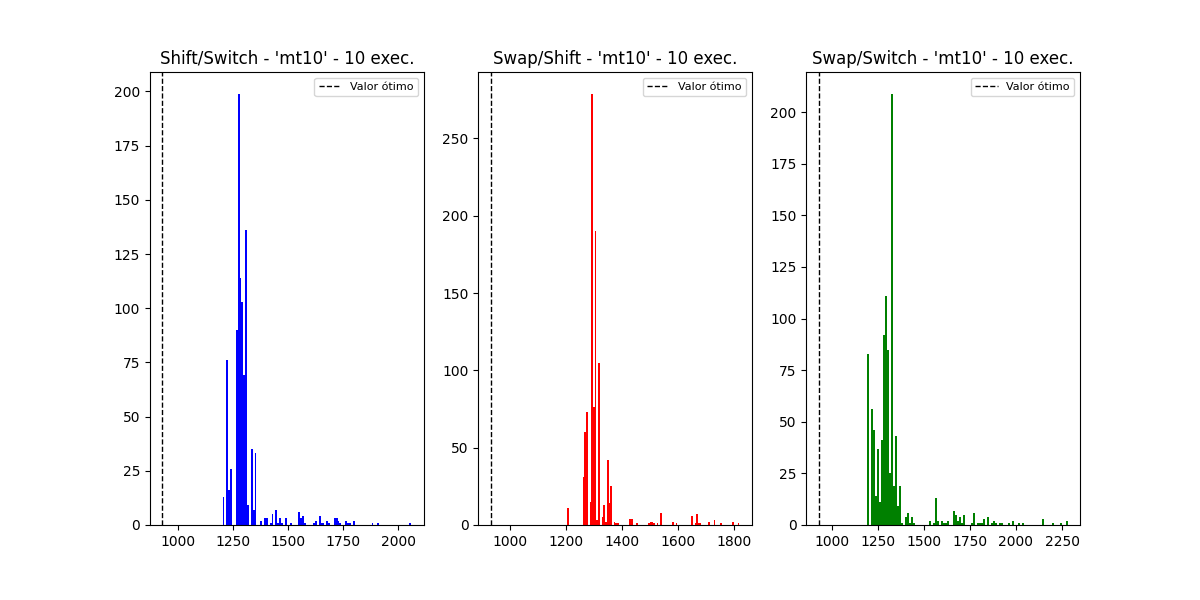 Shift/Switch - 'mt10' - 10 exec.
Valor ótimo
200
175
150
125
100
75
50
25
0
1000 1250 1500 1750 2000
Swap/Shift - 'mt10' - 10 exec.
Valor ótimo
250
200
150
100
50
0
1000 1200 1400 1600 1800
Swap/Switch - 'mt10' - 10 exec.
Valor ótimo
200
175
150
125
100
75
50
25
0
1000 1250 1500 1750 2000 2250